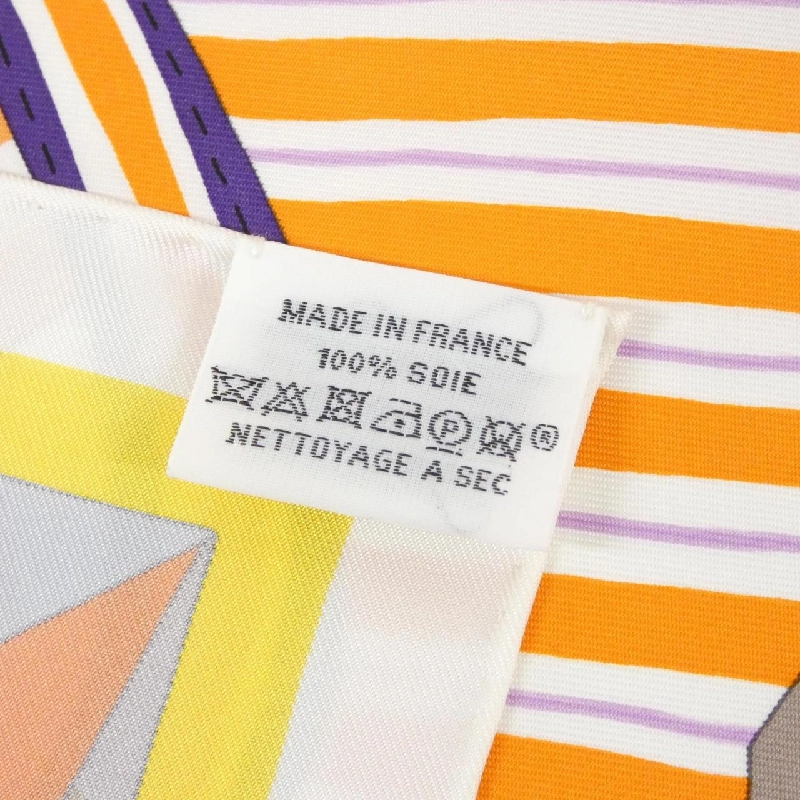 MADE IN FRANCE
100% SOIE
P ®
NETTOYAGE A SEC